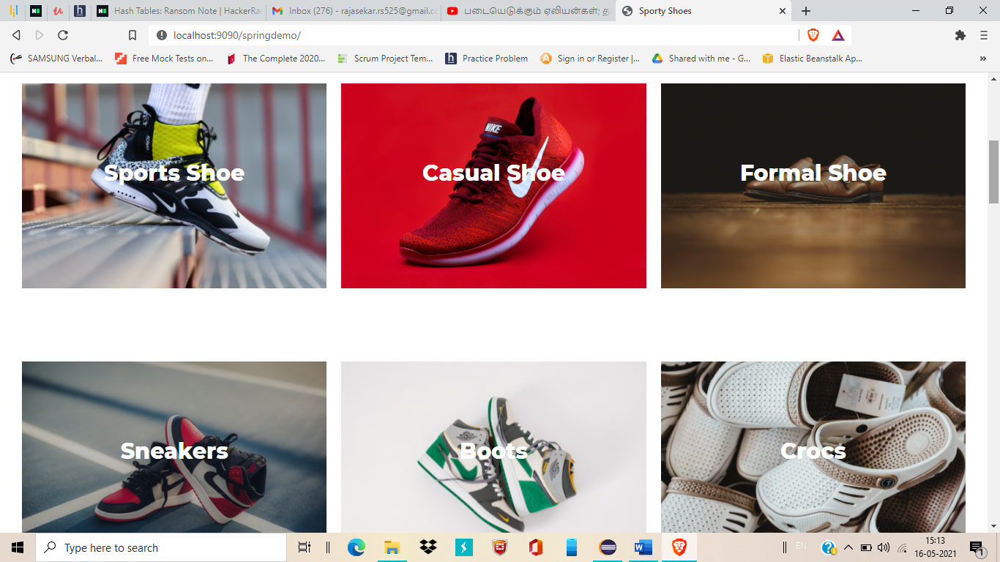 Hash Tables: Ransom Note | HackerRa
Inbox (276) - rajasekar.rs525@gmail.co
படையெடுக்கும் ஏலியன்கள்; த
Sporty Shoes
localhost:9090/springdemo/
SAMSUNG Verbal...
Free Mock Tests on...
The Complete 2020...
Scrum Project Tem...
Practice Problem
Sign in or Register |...
Shared with me - G...
Elastic Beanstalk Ap...
NIKE
Sports Shoe
Casual Shoe
Formal Shoe
Sneakers
Boots
Crocs
Type here to search
EN
15:13
16-05-2021
1